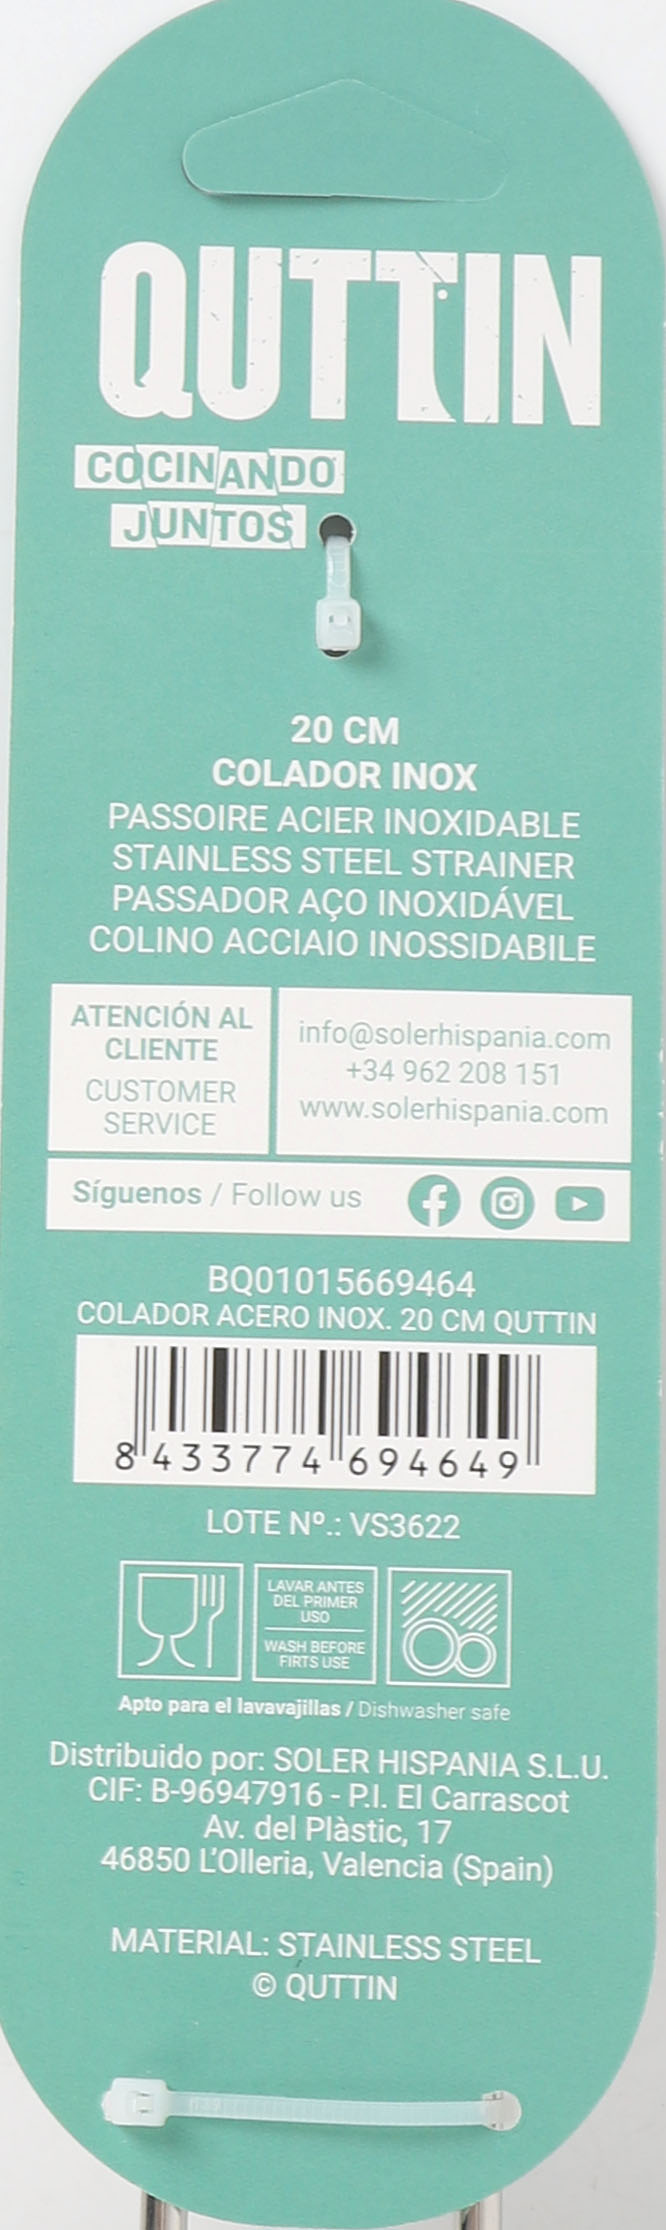 QUTTIN
COCINANDO
JUNTOS
20 CM
COLADOR INOX
PASSOIRE ACIER INOXIDABLE
STAINLESS STEEL STRAINER
PASSADOR AÇO INOXIDÁVEL
COLINO ACCIAIO INOSSIDABILE
ATENCIÓN AL
CLIENTE
CUSTOMER
SERVICE
info@solerhispania.com
+34 962 208 151
www.solerhispania.com
Síguenos / Follow us
BQ01015669464
COLADOR ACERO INOX. 20 CM QUTTIN
8 433774 694649
LOTE Nº.: VS3622
LAVAR ANTES
DEL PRIMER
USO
WASH BEFORE
FIRTS USE
Apto para el lavavajillas / Dishwasher safe
Distribuido por: SOLER HISPANIA S.L.U.
CIF: B-96947916 - P.I. El Carrascot
Av. del Plàstic, 17
46850 L'Olleria, Valencia (Spain)
MATERIAL: STAINLESS STEEL
© QUTTIN